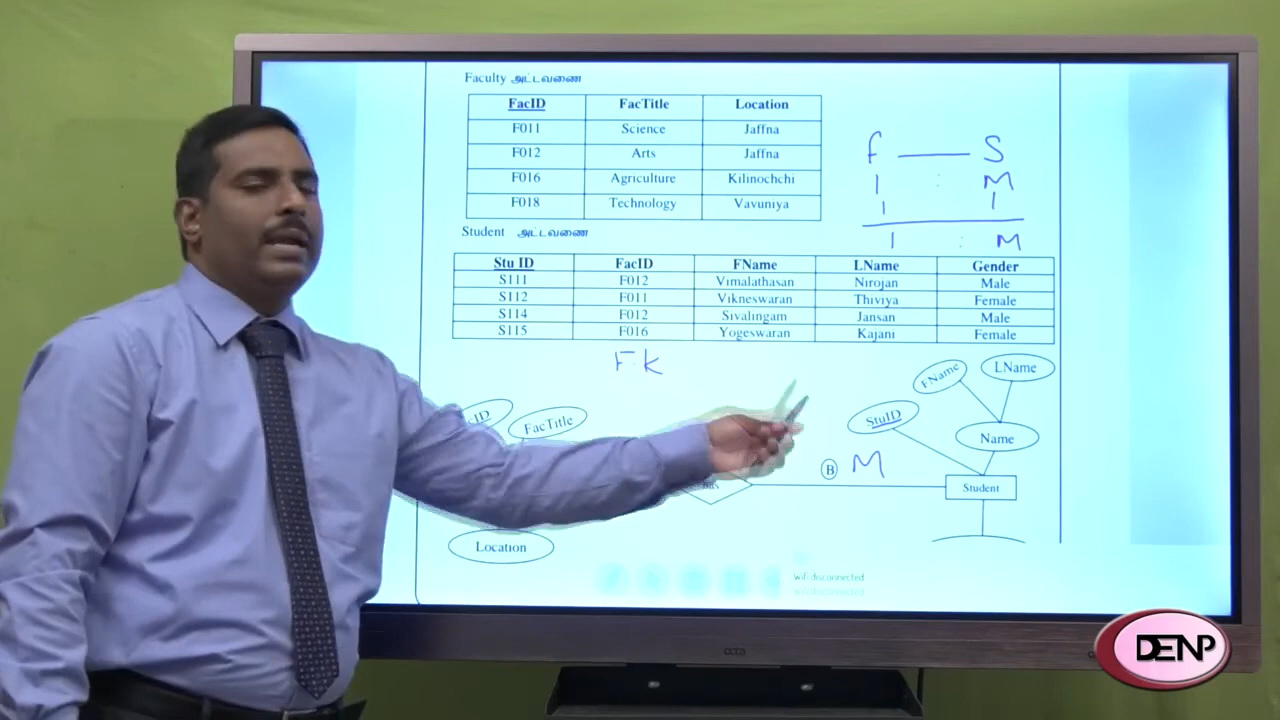 Faculty அட்டவணை
FacID FacTitle Location
F011 Science Jaffna
F012 Arts Jaffna
F016 Agriculture Kilinochchi
F018 Technology Vavuniya
f — S
1 : M
1 1
1 : M
Student அட்டவணை
Stu ID FacID FName LName Gender
S111 F012 Vimalathasan Nirojan Male
S112 F011 Vikneswaran Thiviya Female
S114 F012 Sivalingam Jansan Male
S115 F016 Yogeswaran Kajani Female
F.K
FName LName
FacTitle StuID
Name
B M
Student
Location
Wifi disconnected
DENP